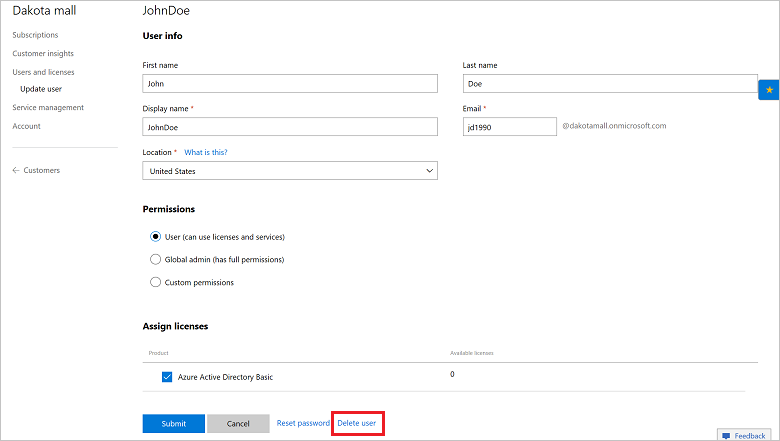 Dakota mall
Subscriptions
Customer insights
Users and licenses
Update user
Service management
Account
← Customers
JohnDoe
User info
First name
John
Last name
Doe
Display name *
JohnDoe
Email *
jd1990 @dakotamall.onmicrosoft.com
Location * What is this?
United States
Permissions
User (can use licenses and services)
Global admin (has full permissions)
Custom permissions
Assign licenses
Product Available licenses
Azure Active Directory Basic 0
Submit Cancel Reset password Delete user
Feedback